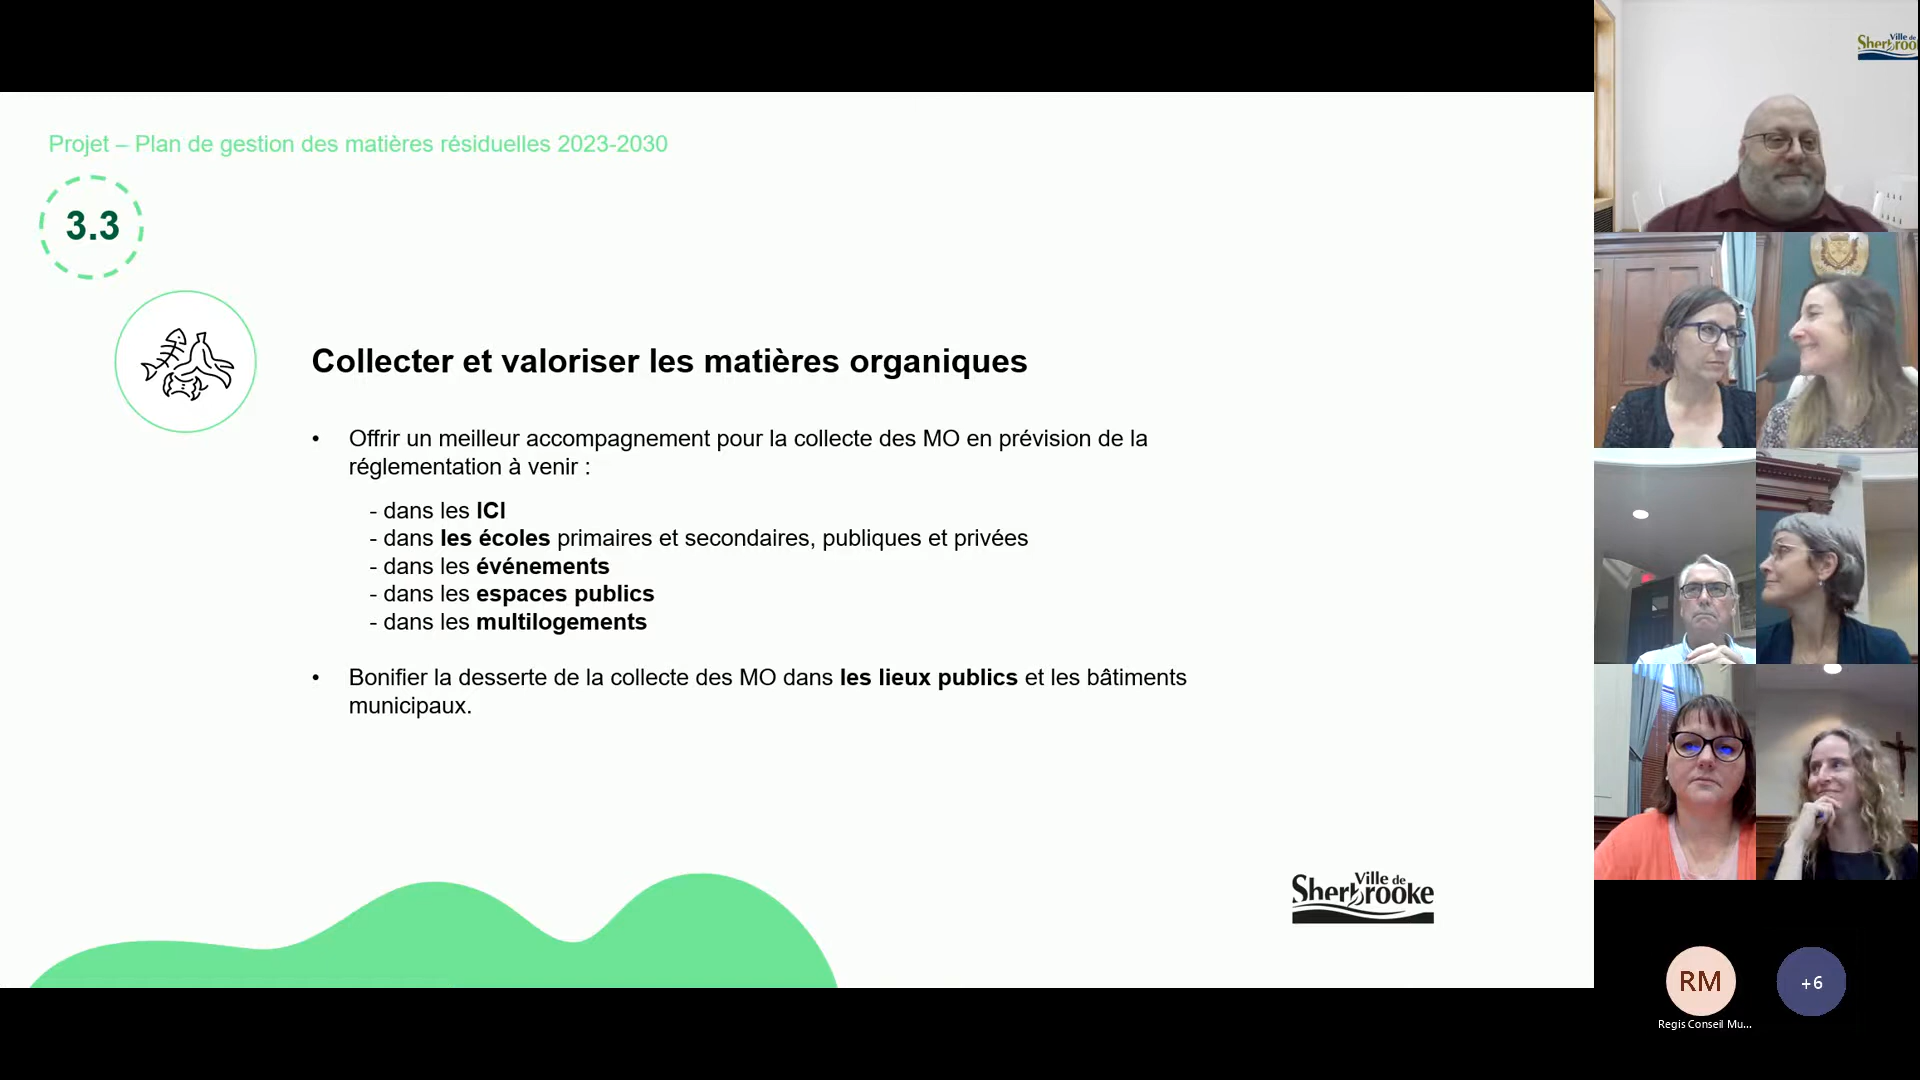 Projet – Plan de gestion des matières résiduelles 2023-2030
3.3
Collecter et valoriser les matières organiques
• Offrir un meilleur accompagnement pour la collecte des MO en prévision de la
réglementation à venir :
- dans les ICI
- dans les écoles primaires et secondaires, publiques et privées
- dans les événements
- dans les espaces publics
- dans les multilogements
• Bonifier la desserte de la collecte des MO dans les lieux publics et les bâtiments
municipaux.
Ville de
Sherbrooke
Ville de
Sherbroo
RM
+6
Regis Conseil Mu...